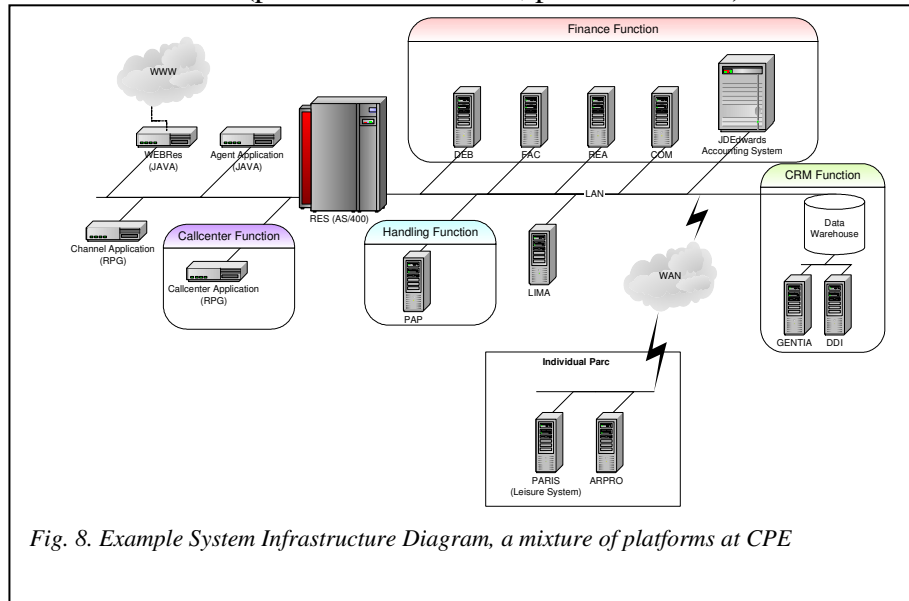 Finance Function
WWW
DEB
FAC
REA
COM
JDEdwards
Accounting System
WEBRes
(JAVA)
Agent Application
(JAVA)
RES (AS/400)
LAN
CRM Function
Data
Warehouse
Channel Application
(RPG)
Callcenter Function
Callcenter Application
(RPG)
Handling Function
PAP
LIMA
WAN
GENTIA
DDI
Individual Parc
PARIS
(Leisure System)
ARPRO
Fig. 8. Example System Infrastructure Diagram, a mixture of platforms at CPE